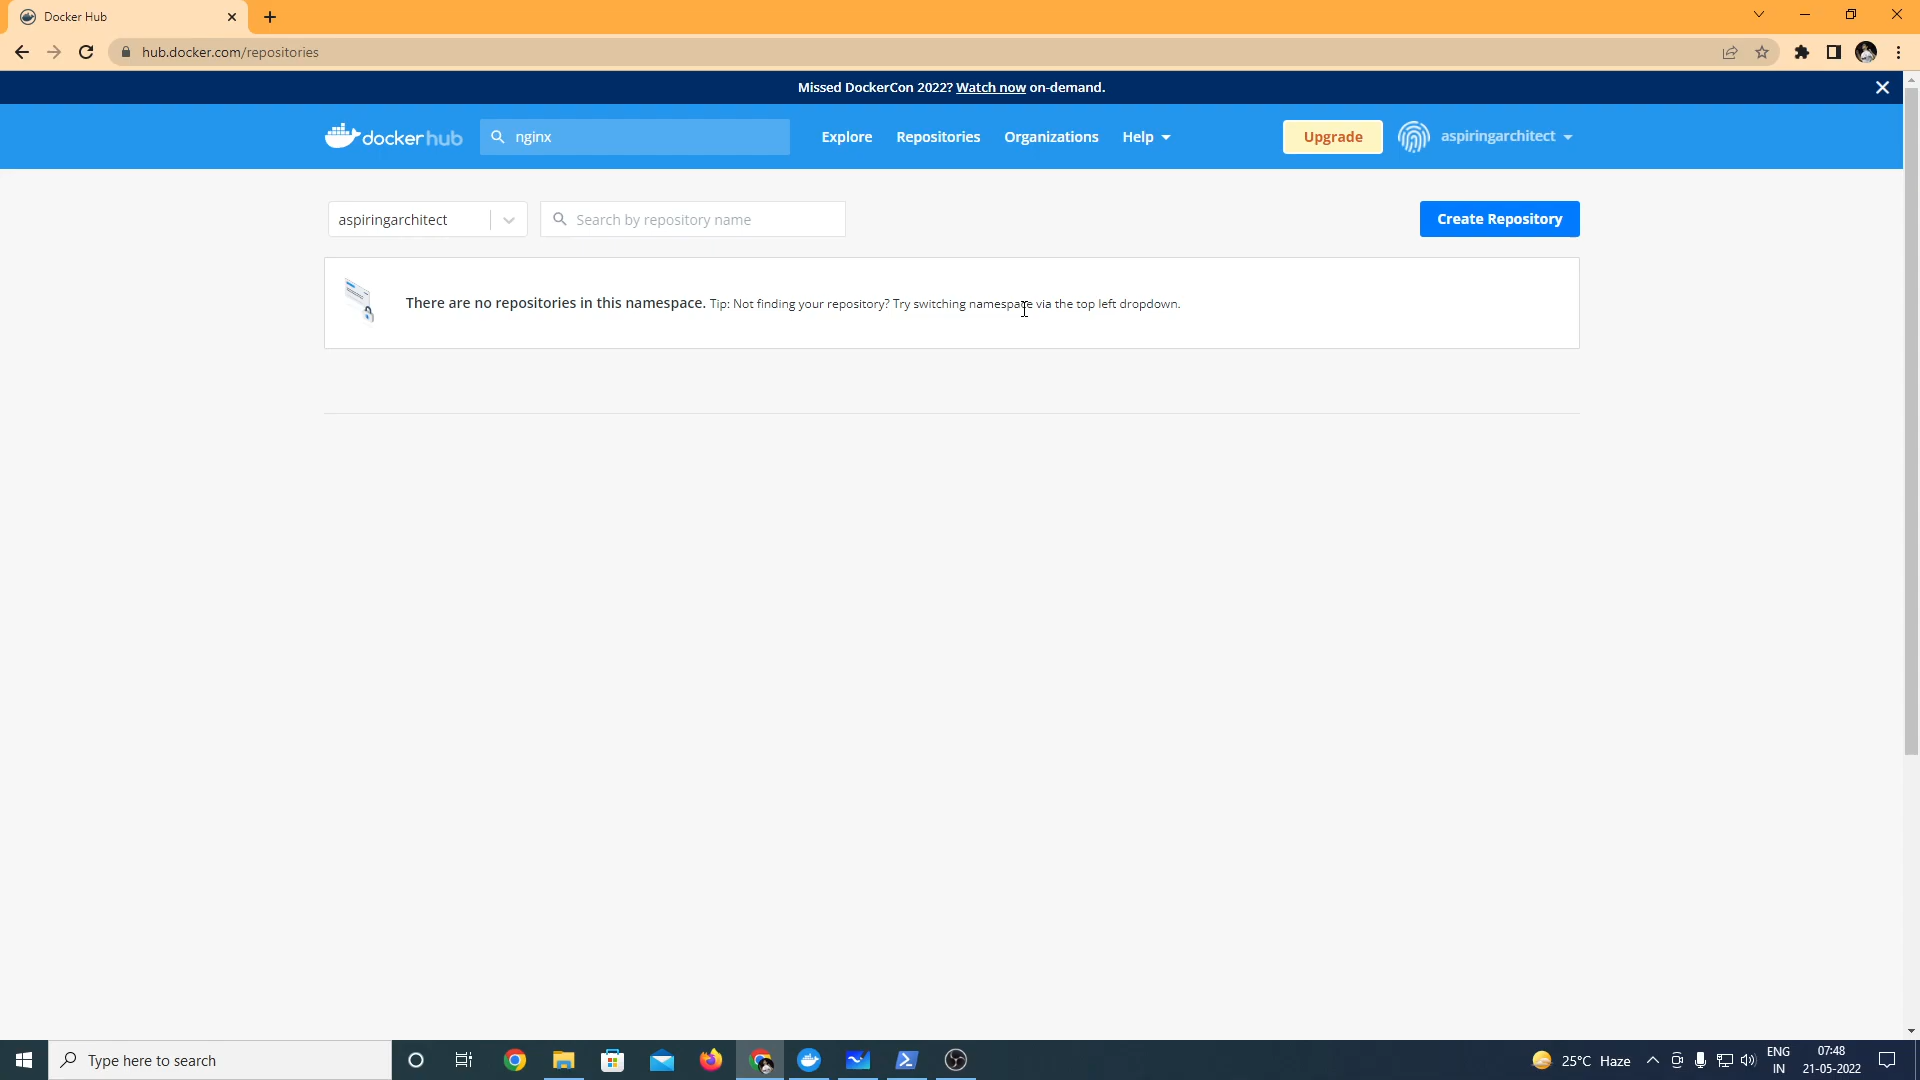 Docker Hub
hub.docker.com/repositories
Missed DockerCon 2022? Watch now on-demand.
docker hub
nginx
Explore
Repositories
Organizations
Help
Upgrade
aspiringarchitect
aspiringarchitect
Search by repository name
Create Repository
There are no repositories in this namespace. Tip: Not finding your repository? Try switching namespace via the top left dropdown.
Type here to search
25°C Haze
ENG
IN
07:48
21-05-2022